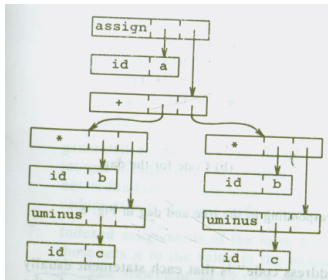 assign
id a
+
* *
id b id b
uminus uminus
id c id c